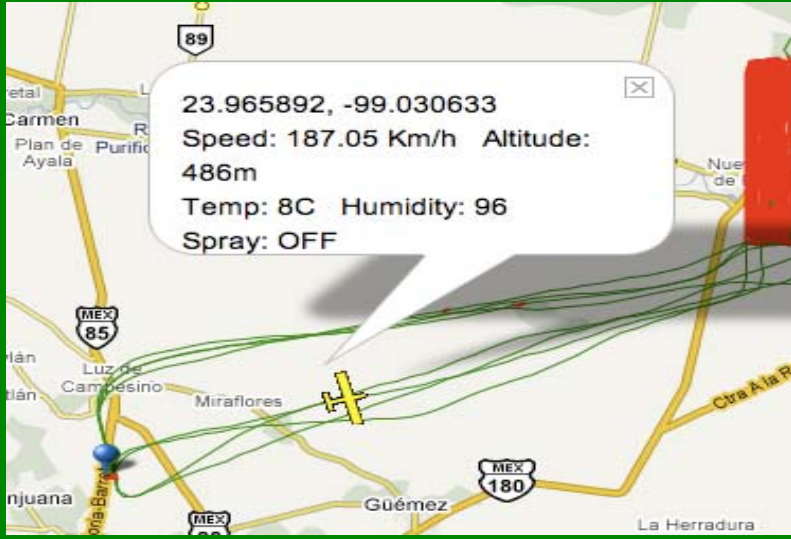 89
23.965892, -99.030633
Speed: 187.05 Km/h Altitude:
486m
Temp: 8C Humidity: 96
Spray: OFF
Carmen
Plan de
Ayala
Purific
Nue
de
MEX
85
Luz de
Campesino
Miraflores
Ctra A la R
MEX
180
njuana
ona-Barre
Güémez
MEX
La Herradura